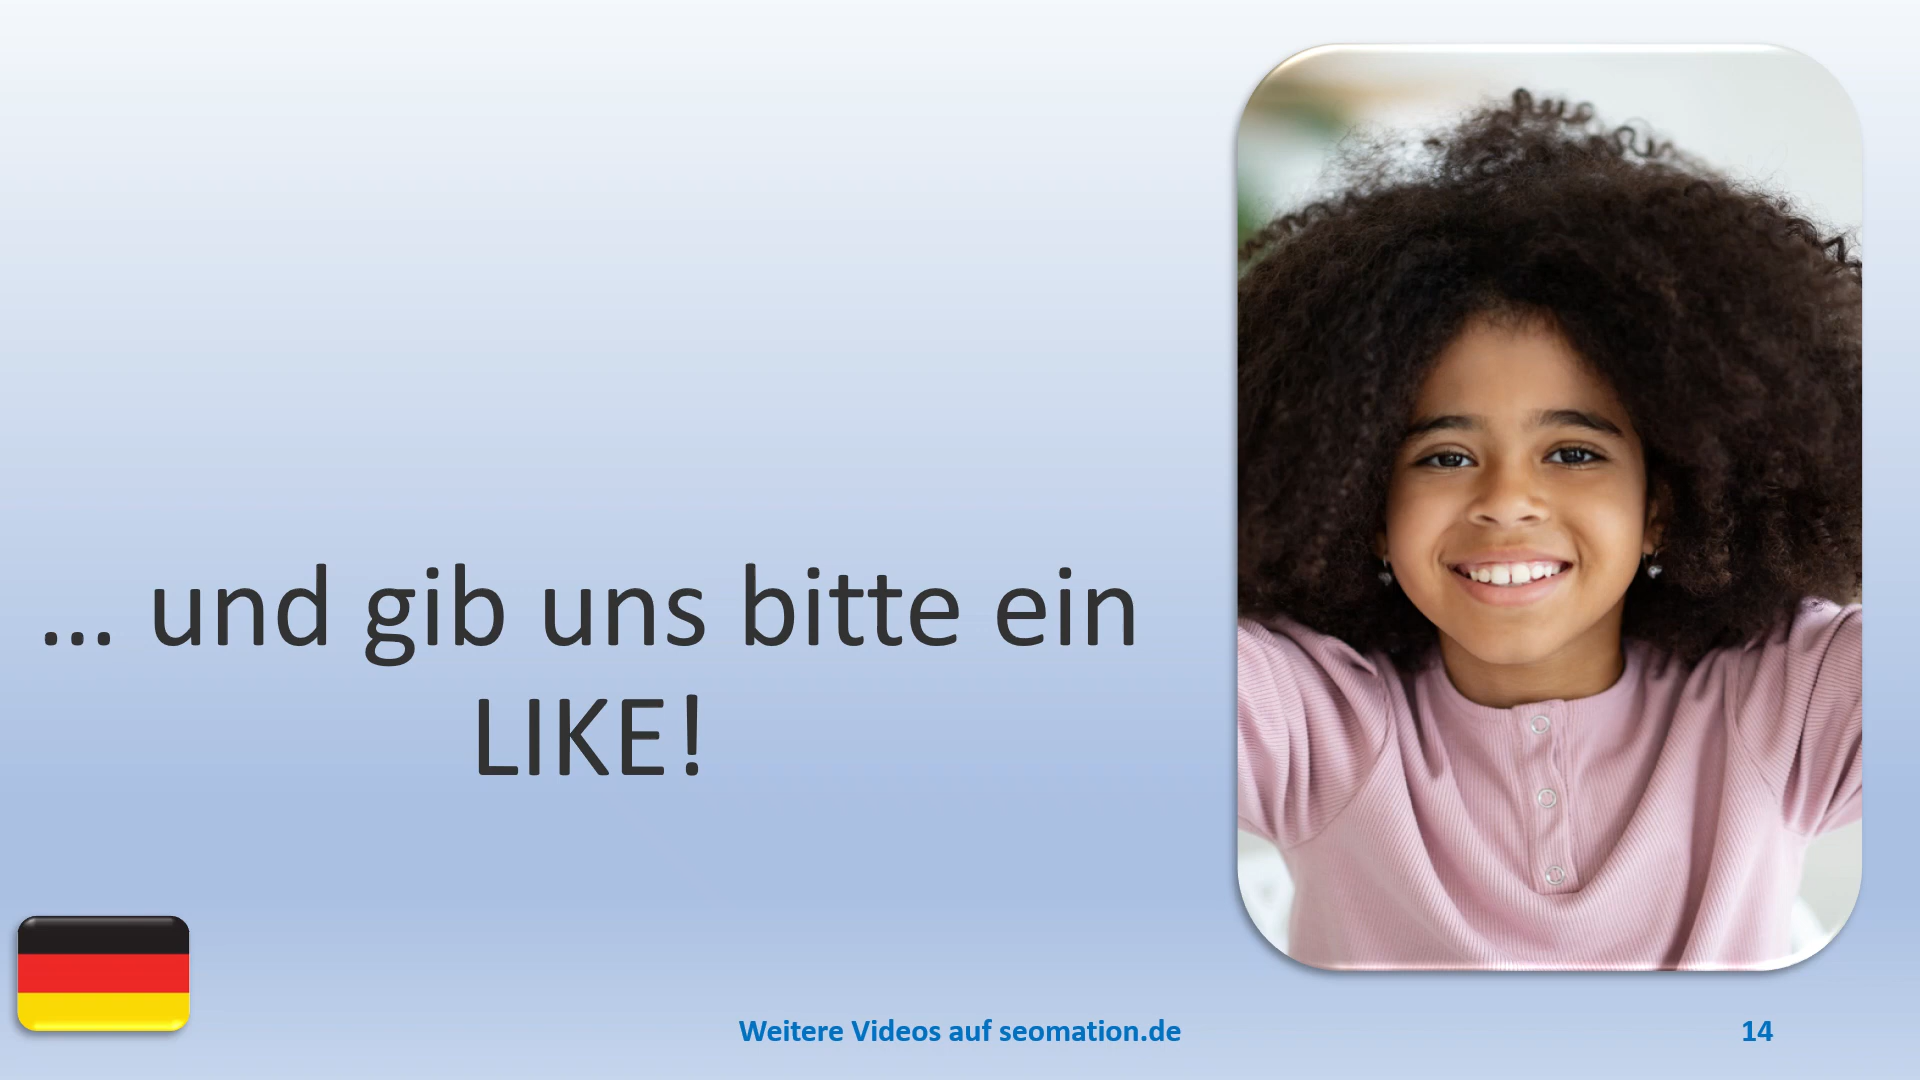 … und gib uns bitte ein
LIKE!
Weitere Videos auf seomation.de
14